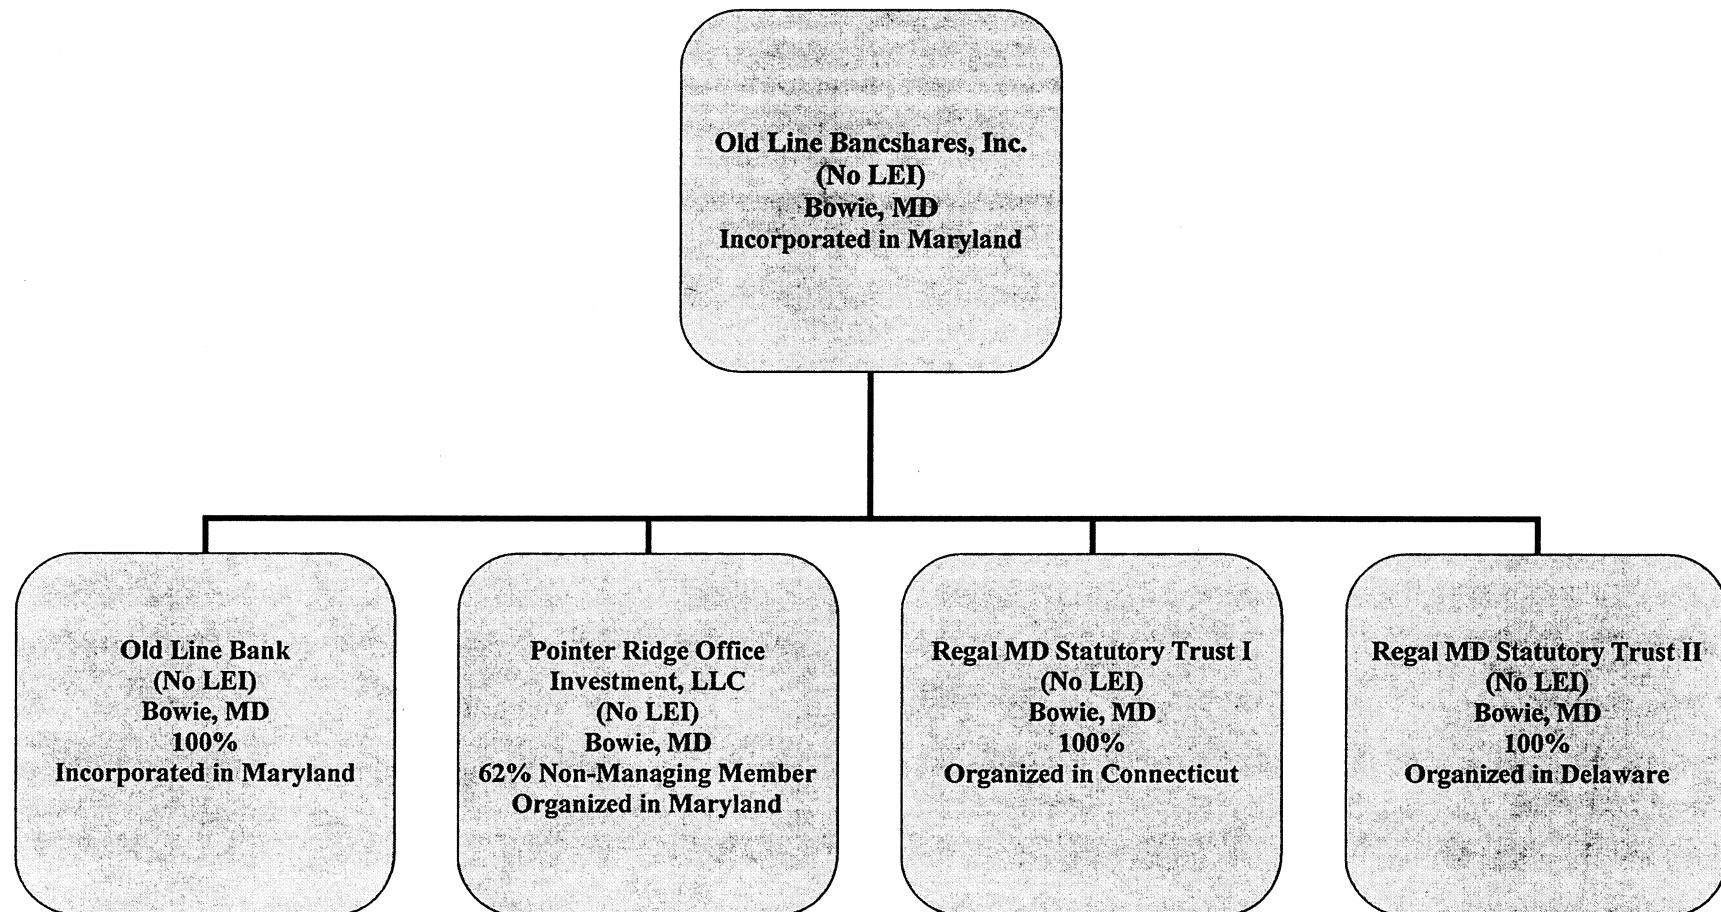 Old Line Bancshares, Inc.
(No LEI)
Bowie, MD
Incorporated in Maryland
Old Line Bank
(No LEI)
Bowie, MD
100%
Incorporated in Maryland
Pointer Ridge Office
Investment, LLC
(No LEI)
Bowie, MD
62% Non-Managing Member
Organized in Maryland
Regal MD Statutory Trust I
(No LEI)
Bowie, MD
100%
Organized in Connecticut
Regal MD Statutory Trust II
(No LEI)
Bowie, MD
100%
Organized in Delaware